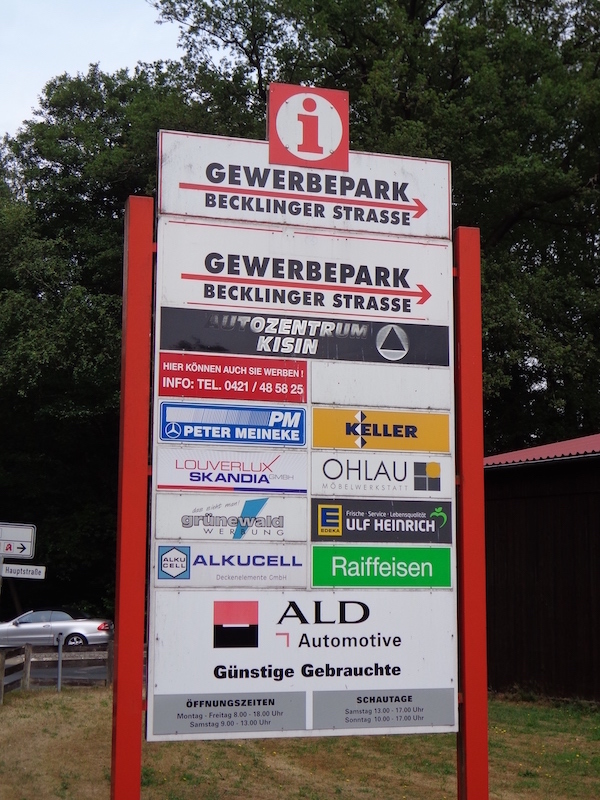 i
GEWERBEPARK
BECKLINGER STRASSE
GEWERBEPARK
BECKLINGER STRASSE
AUTOZENTRUM
KISIN
HIER KÖNNEN AUCH SIE WERBEN !
INFO: TEL. 0421 / 48 58 25
PM
PETER MEINEKE
KELLER
LOUVERLUX
SKANDIA GMBH
OHLAU
MÖBELWERKSTATT
grünewald
WERBUNG
EDEKA
Frische · Service · Lebensqualität
ULF HEINRICH
ALKU
CELL
ALKUCELL
Deckenelemente GmbH
Raiffeisen
ALD
Automotive
Günstige Gebrauchte
ÖFFNUNGSZEITEN
Montag - Freitag 8.00 - 18.00 Uhr
Samstag 9.00 - 13.00 Uhr
SCHAUTAGE
Samstag 13.00 - 17.00 Uhr
Sonntag 10.00 - 17.00 Uhr
a
Hauptstraße